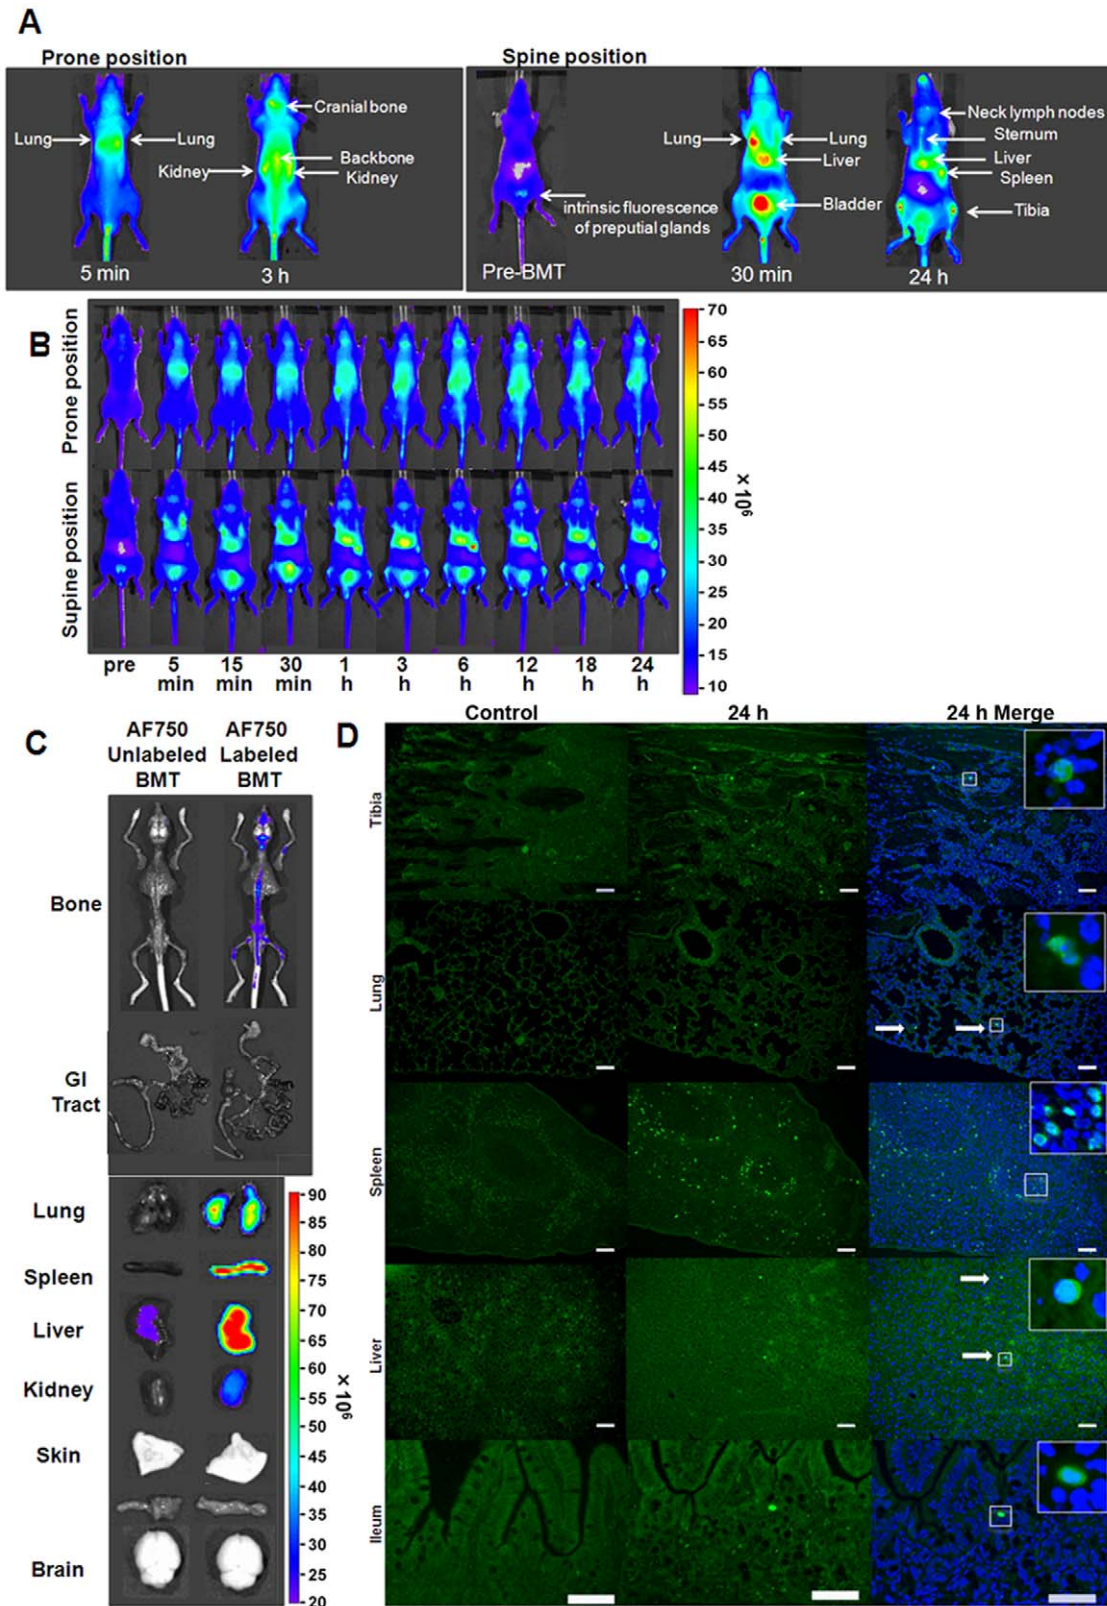 A
Prone position
Spine position
Lung
Lung
Cranial bone
Kidney
Backbone
Kidney
5 min
3 h
intrinsic fluorescence
of preputial glands
Pre-BMT
Lung
Lung
Liver
Bladder
30 min
Neck lymph nodes
Sternum
Liver
Spleen
Tibia
24 h
B
Prone position
Supine position
pre
5
min
15
min
30
min
1
h
3
h
6
h
12
h
18
h
24
h
70
65
60
55
50
45
40
35
30
25
20
15
10
× 10⁶
C
AF750
Unlabeled
BMT
AF750
Labeled
BMT
Bone
GI
Tract
Lung
Spleen
Liver
Kidney
Skin
Brain
90
85
80
75
70
65
60
55
50
45
40
35
30
25
20
× 10⁶
D
Control
24 h
24 h Merge
Tibia
Lung
Spleen
Liver
Ileum